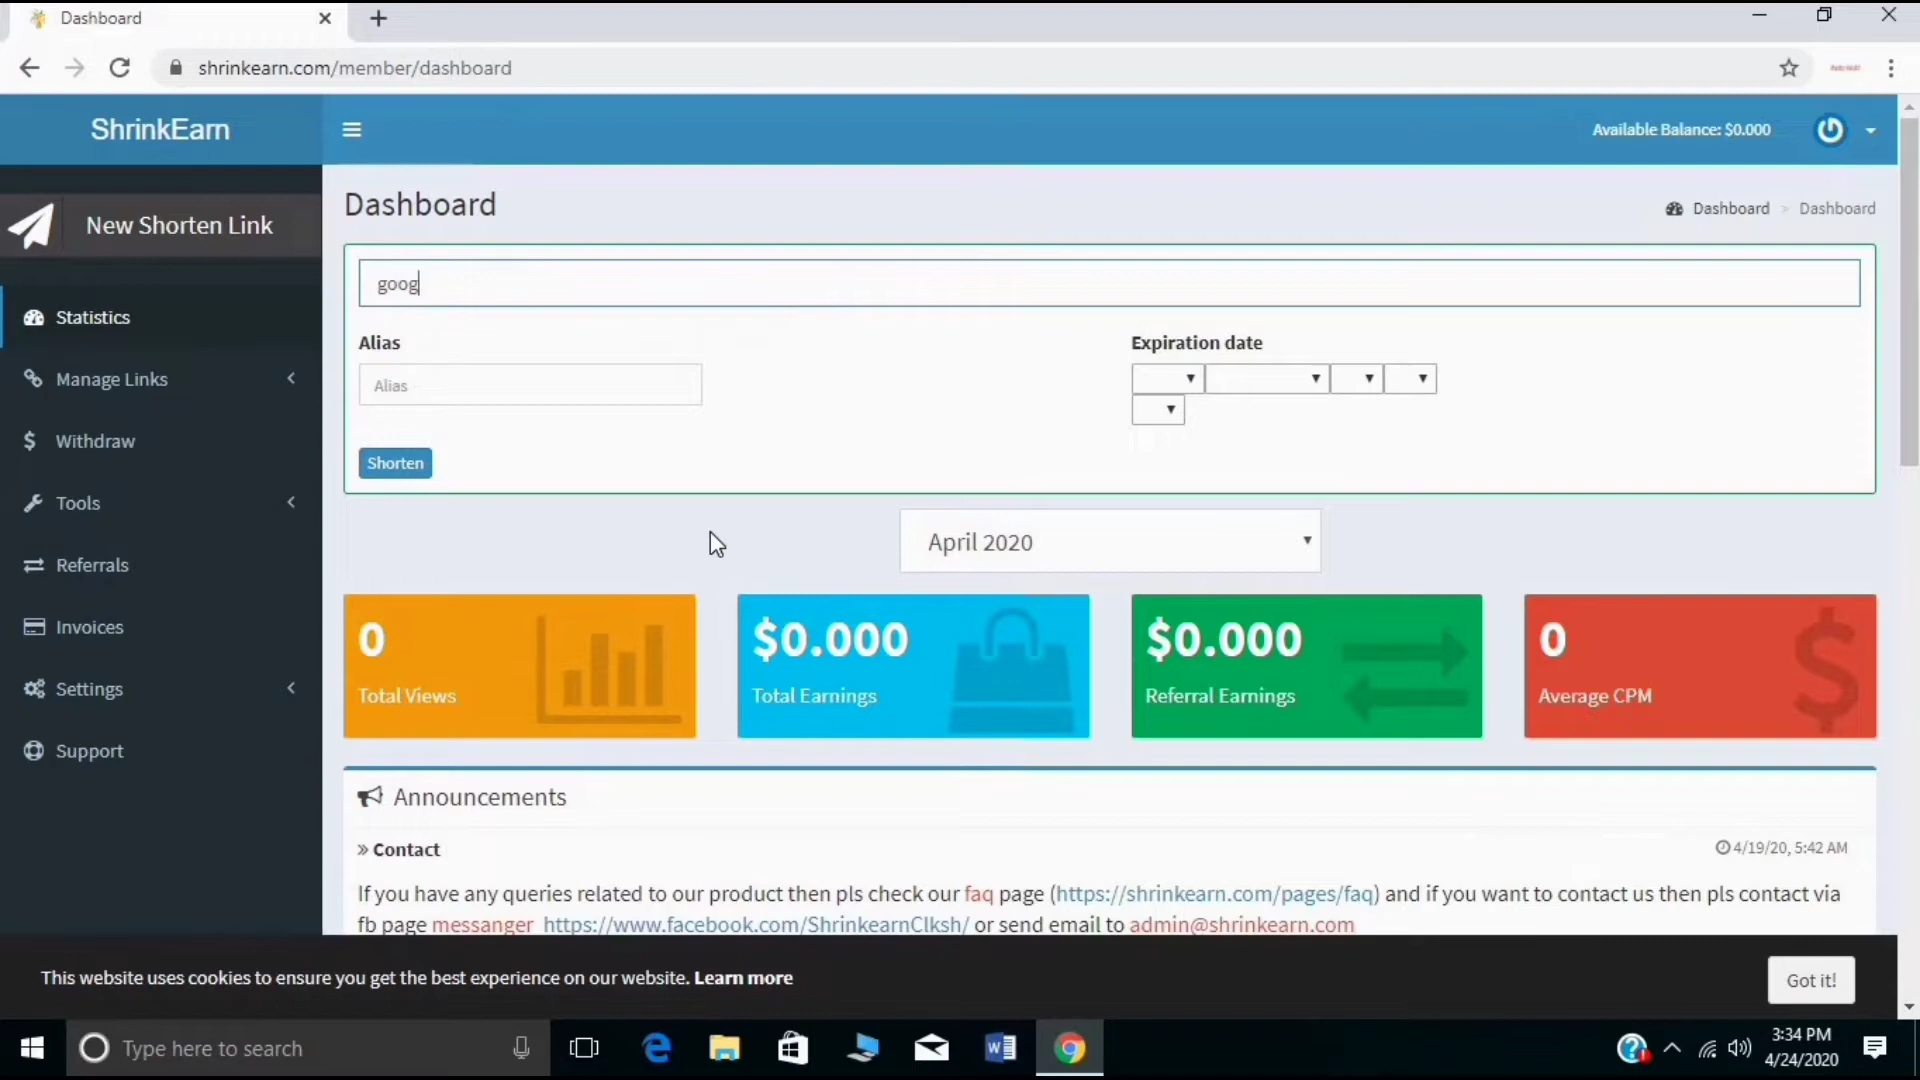 Dashboard
shrinkearn.com/member/dashboard
ShrinkEarn
Available Balance: $0.000
New Shorten Link
Dashboard
Dashboard > Dashboard
goog
Statistics
Alias
Expiration date
Manage Links
Alias
Withdraw
Shorten
Tools
April 2020
Referrals
Invoices
0
$0.000
$0.000
0
Settings
Total Views
Total Earnings
Referral Earnings
Average CPM
Support
Announcements
» Contact
4/19/20, 5:42 AM
If you have any queries related to our product then pls check our faq page (https://shrinkearn.com/pages/faq) and if you want to contact us then pls contact via
fb page messanger https://www.facebook.com/ShrinkearnClksh/ or send email to admin@shrinkearn.com
This website uses cookies to ensure you get the best experience on our website. Learn more
Got it!
Type here to search
3:34 PM
4/24/2020